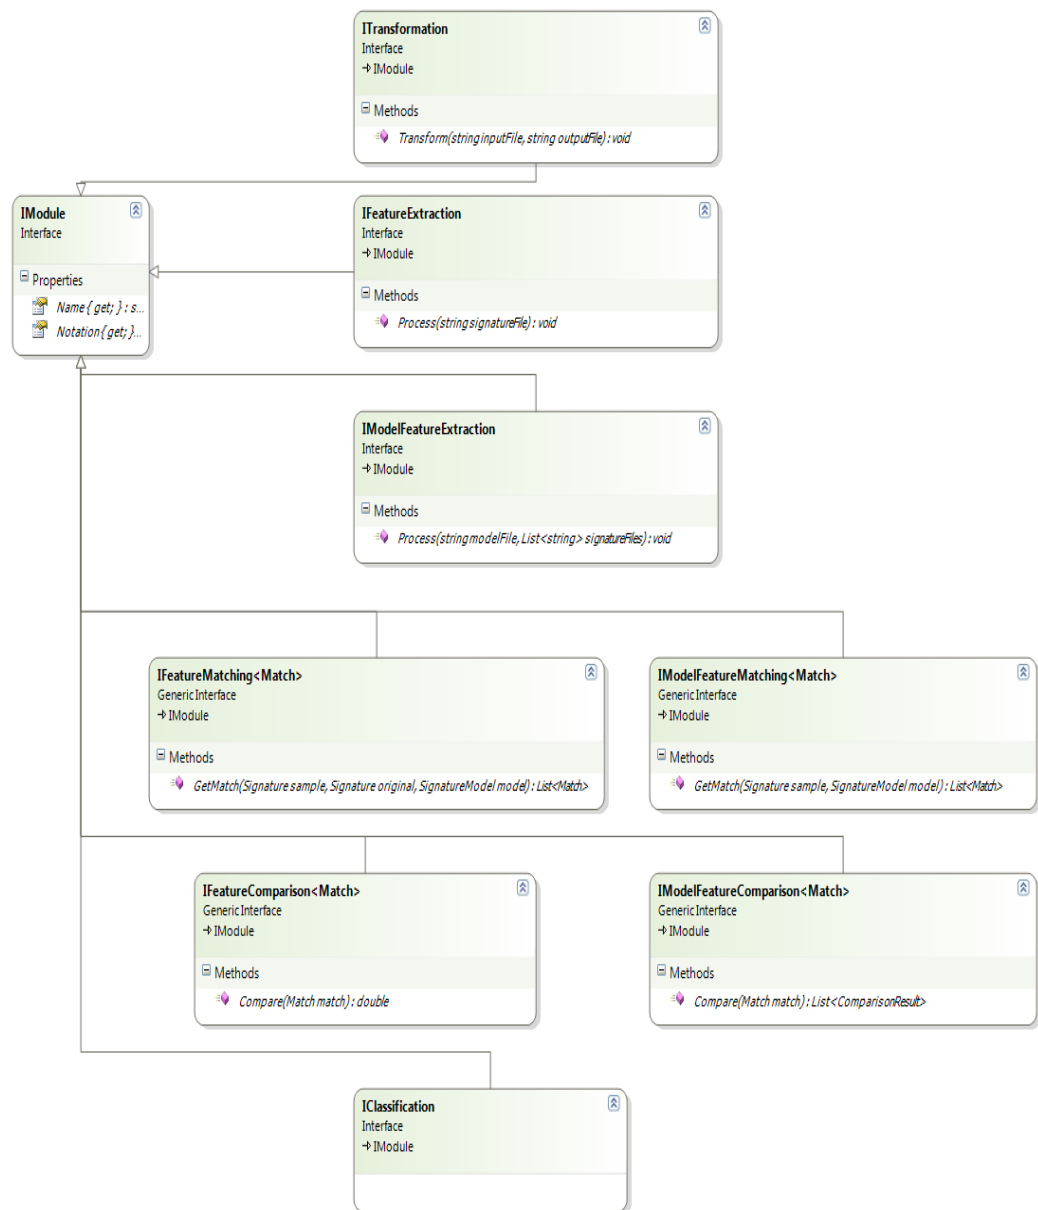 ITransformation
Interface
IModule
Methods
Transform(string inputFile, string outputFile) : void
IModule
Interface
Properties
Name { get; } : s...
Notation { get; }...
IFeatureExtraction
Interface
IModule
Methods
Process(string signatureFile) : void
IModelFeatureExtraction
Interface
IModule
Methods
Process(string modelFile, List<string> signatureFiles) : void
IFeatureMatching<Match>
Generic Interface
IModule
Methods
GetMatch(Signature sample, Signature original, SignatureModel model) : List<Match>
IModelFeatureMatching<Match>
Generic Interface
IModule
Methods
GetMatch(Signature sample, SignatureModel model) : List<Match>
IFeatureComparison<Match>
Generic Interface
IModule
Methods
Compare(Match match) : double
IModelFeatureComparison<Match>
Generic Interface
IModule
Methods
Compare(Match match) : List<ComparisonResult>
IClassification
Interface
IModule